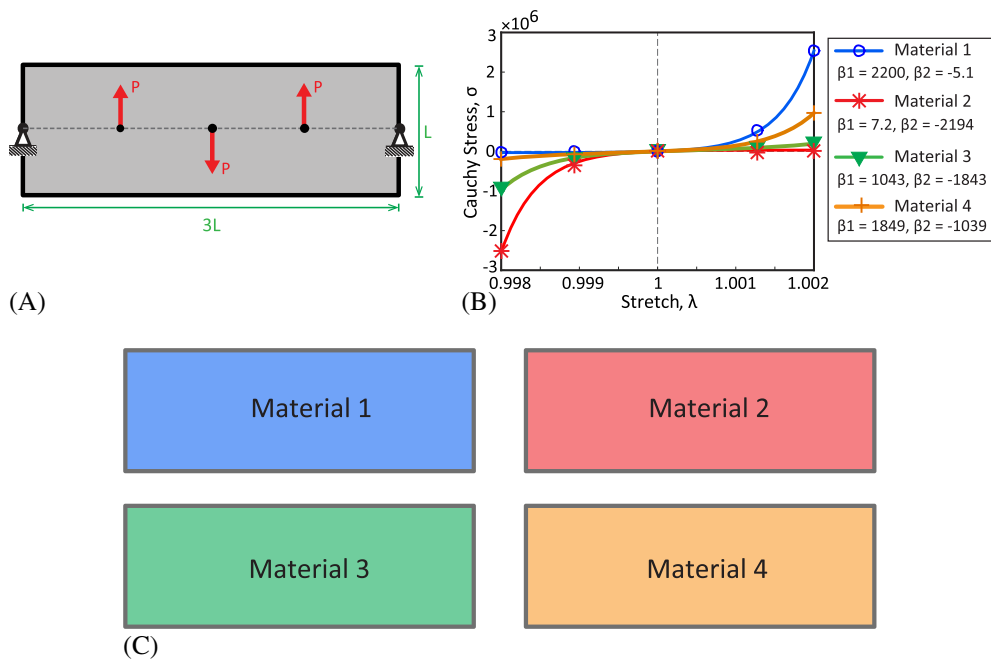 P
P
P
L
3L
(A)
×10⁶
3
2
1
0
-1
-2
-3
Cauchy Stress, σ
0.998
0.999
1
1.001
1.002
Stretch, λ
(B)
Material 1
β1 = 2200, β2 = -5.1
Material 2
β1 = 7.2, β2 = -2194
Material 3
β1 = 1043, β2 = -1843
Material 4
β1 = 1849, β2 = -1039
Material 1
Material 2
Material 3
Material 4
(C)